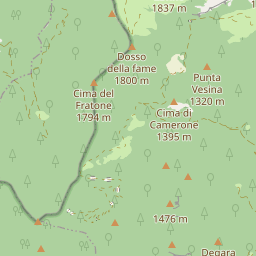 1837 m
Dosso
della fame
1800 m
Punta
Vesina
1320 m
Cima del
Fratone
1794 m
Cima di
Camerone
1395 m
1476 m
Degara